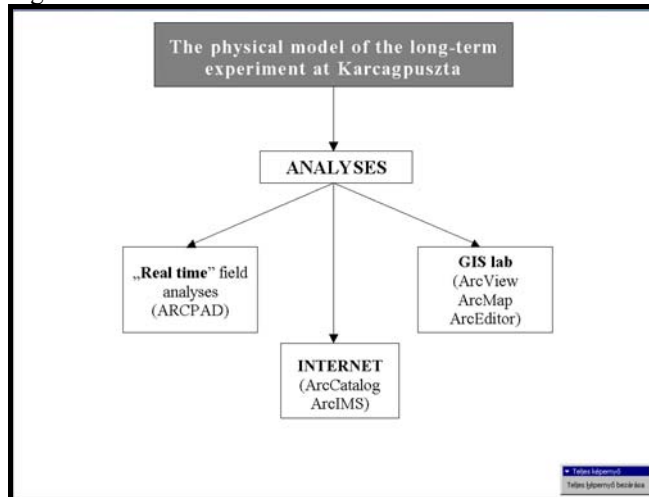 The physical model of the long-term
experiment at Karcagpuszta
ANALYSES
„Real time” field
analyses
(ARCPAD)
INTERNET
(ArcCatalog
ArcIMS)
GIS lab
(ArcView
ArcMap
ArcEditor)
Teljes képernyő
Teljes képernyő bezárása